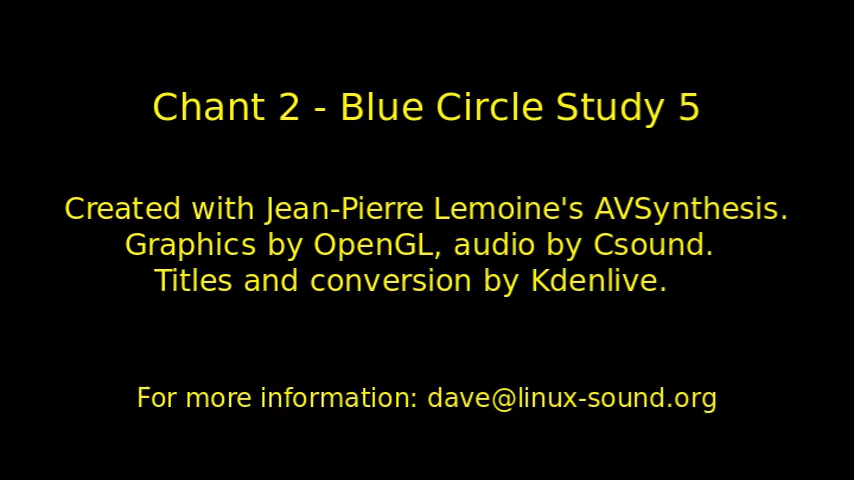 Chant 2 - Blue Circle Study 5
Created with Jean-Pierre Lemoine's AVSynthesis.
Graphics by OpenGL, audio by Csound.
Titles and conversion by Kdenlive.
For more information: dave@linux-sound.org